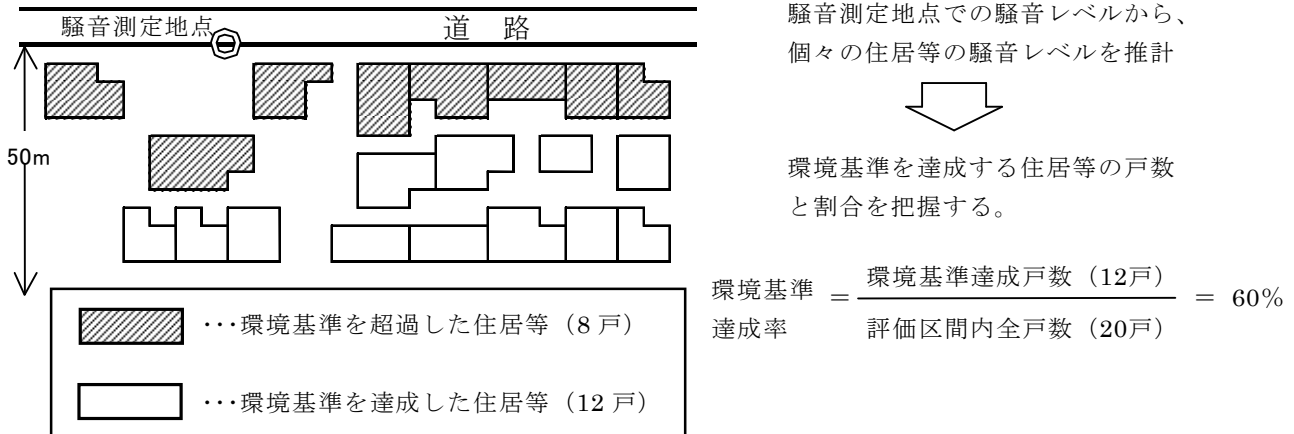 騒音測定地点
道 路
50m
･･･環境基準を超過した住居等（8 戸）
･･･環境基準を達成した住居等（12 戸）
騒音測定地点での騒音レベルから、
個々の住居等の騒音レベルを推計
環境基準を達成する住居等の戸数
と割合を把握する。
環境基準
達成率
＝
環境基準達成戸数（12戸）
評価区間内全戸数（20戸）
＝ 60%